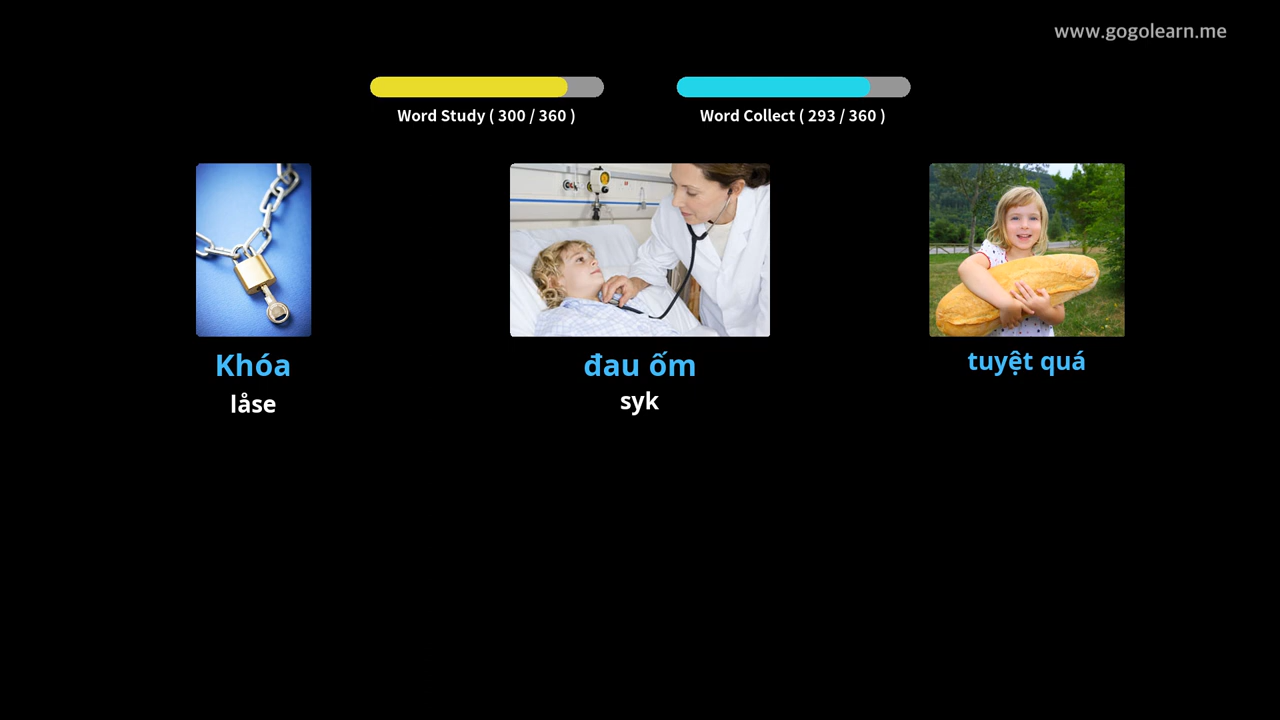 www.gogolearn.me
Word Study ( 300 / 360 )
Word Collect ( 293 / 360 )
Khóa
låse
đau ốm
syk
tuyệt quá